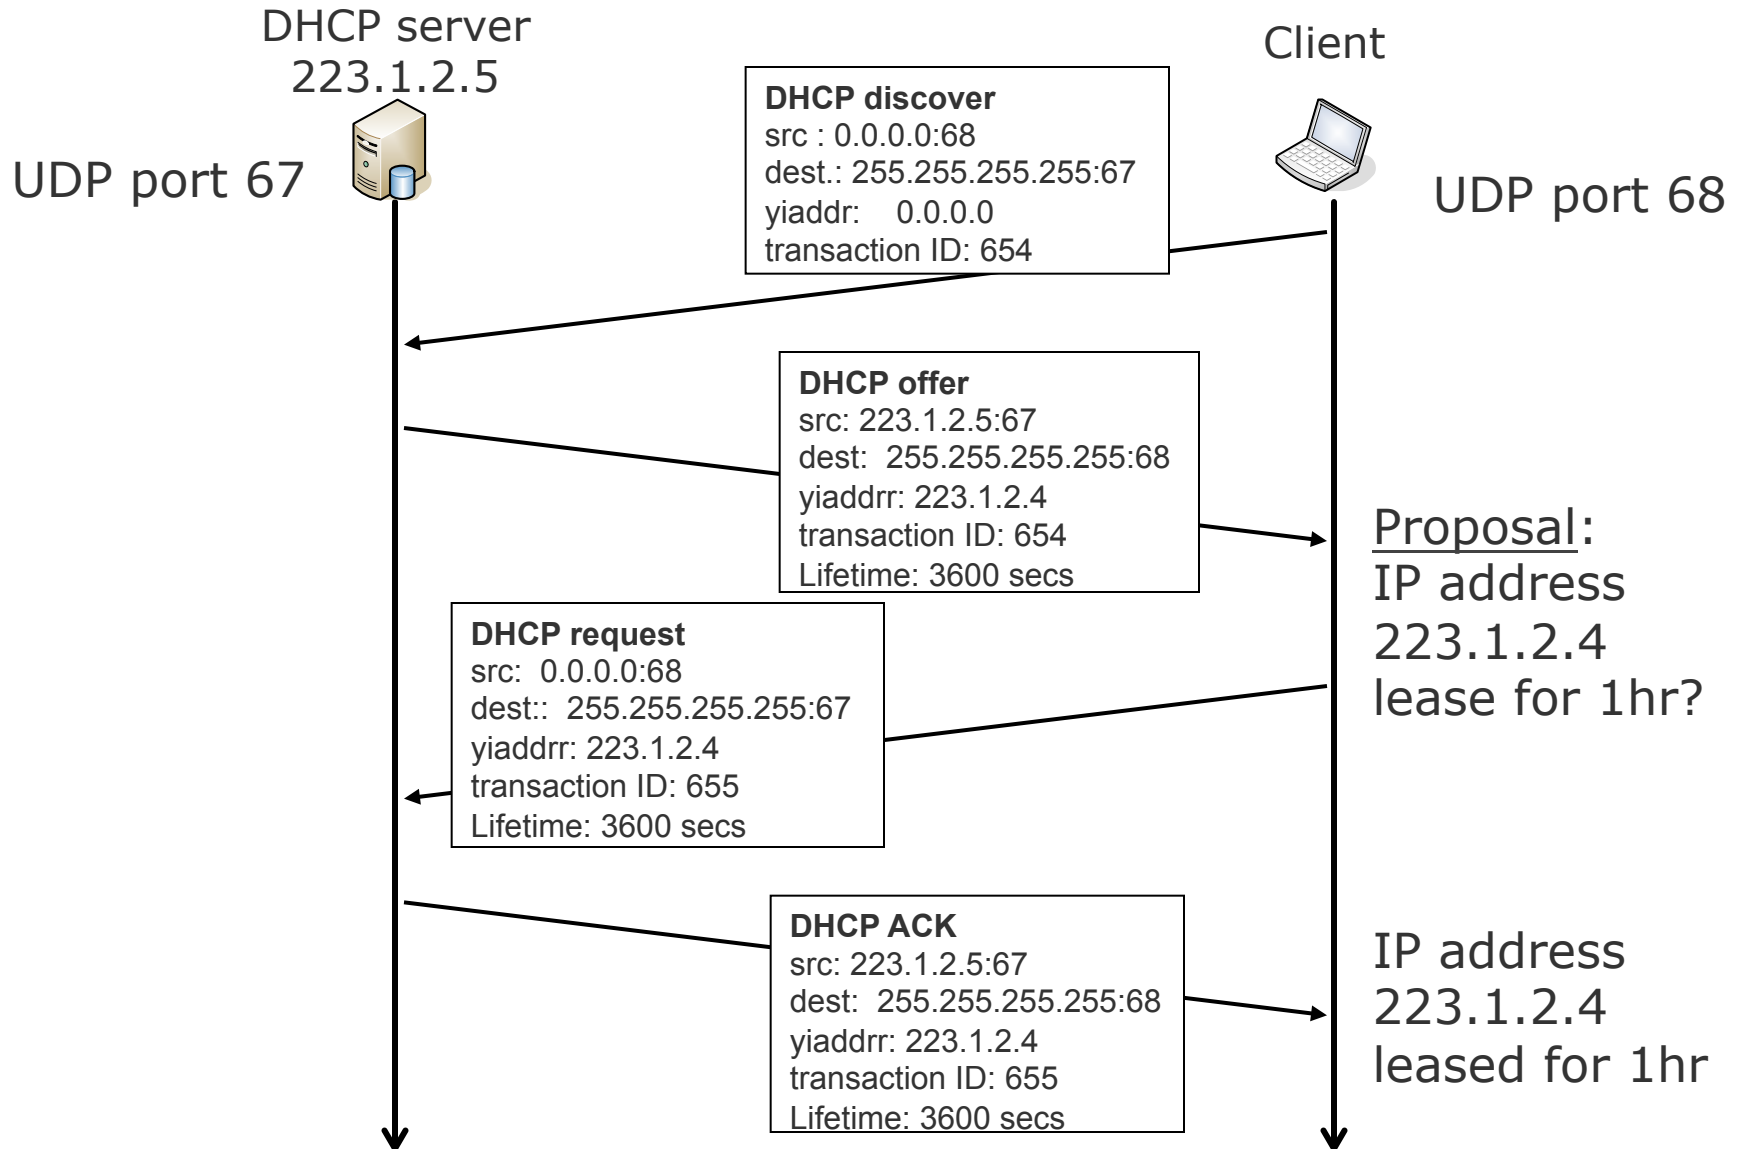 DHCP server
223.1.2.5
Client
UDP port 67
UDP port 68
DHCP discover
src : 0.0.0.0:68
dest.: 255.255.255.255:67
yiaddr: 0.0.0.0
transaction ID: 654
DHCP offer
src: 223.1.2.5:67
dest: 255.255.255.255:68
yiaddrr: 223.1.2.4
transaction ID: 654
Lifetime: 3600 secs
Proposal:
IP address
223.1.2.4
lease for 1hr?
DHCP request
src: 0.0.0.0:68
dest:: 255.255.255.255:67
yiaddrr: 223.1.2.4
transaction ID: 655
Lifetime: 3600 secs
DHCP ACK
src: 223.1.2.5:67
dest: 255.255.255.255:68
yiaddrr: 223.1.2.4
transaction ID: 655
Lifetime: 3600 secs
IP address
223.1.2.4
leased for 1hr